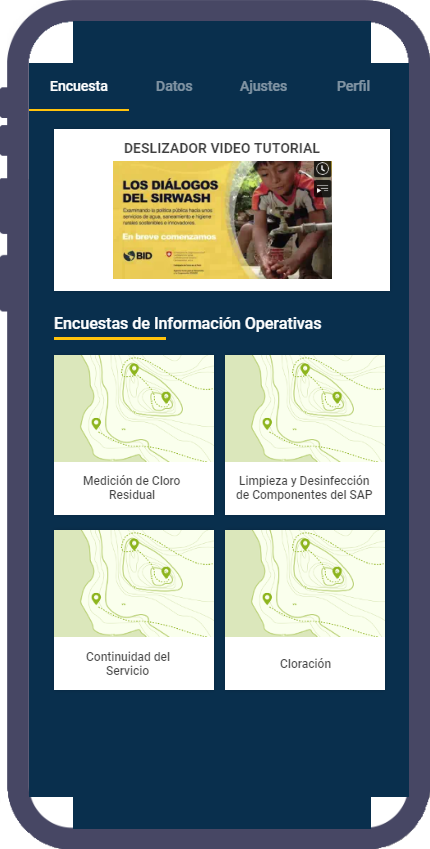 Encuesta
Datos
Ajustes
Perfil
DESLIZADOR VIDEO TUTORIAL
LOS DIÁLOGOS
DEL SIRWASH
Examinando la política pública hacia unos
servicios de agua, saneamiento e higiene
rurales sostenibles e innovadores.
En breve comenzamos
BID
Encuestas de Información Operativas
Medición de Cloro
Residual
Limpieza y Desinfección
de Componentes del SAP
Continuidad del
Servicio
Cloración